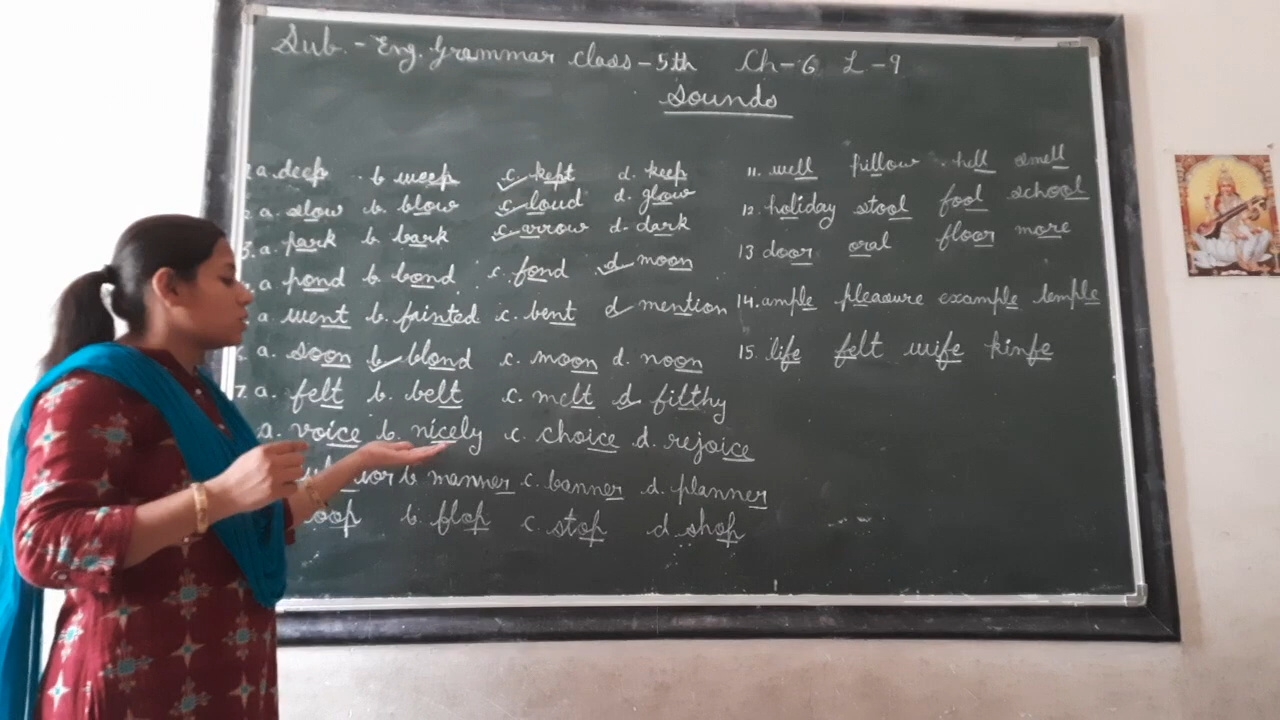 Sub. - Eng. Grammar class - 5th Ch-6 L-9
Sounds
a. deep b weep c. kept d. keep
a. slow b. blow c. loud d. glow
3. a. park b. bark c. arrow d. dark
a pond b bond c. fond d moon
a went b. fainted c. bent d mention
a. soon b blond c. moon d. noon
7. a. felt b. belt c. melt d filthy
a. voice b. nicely c. choice d. rejoice
b manner c. banner d. planner
b. flop c. stop d. shop
11. well pillow hell smell
12. holiday stool fool school
13 door oral floor more
14. ample pleasure example temple
15. life felt wife kinfe